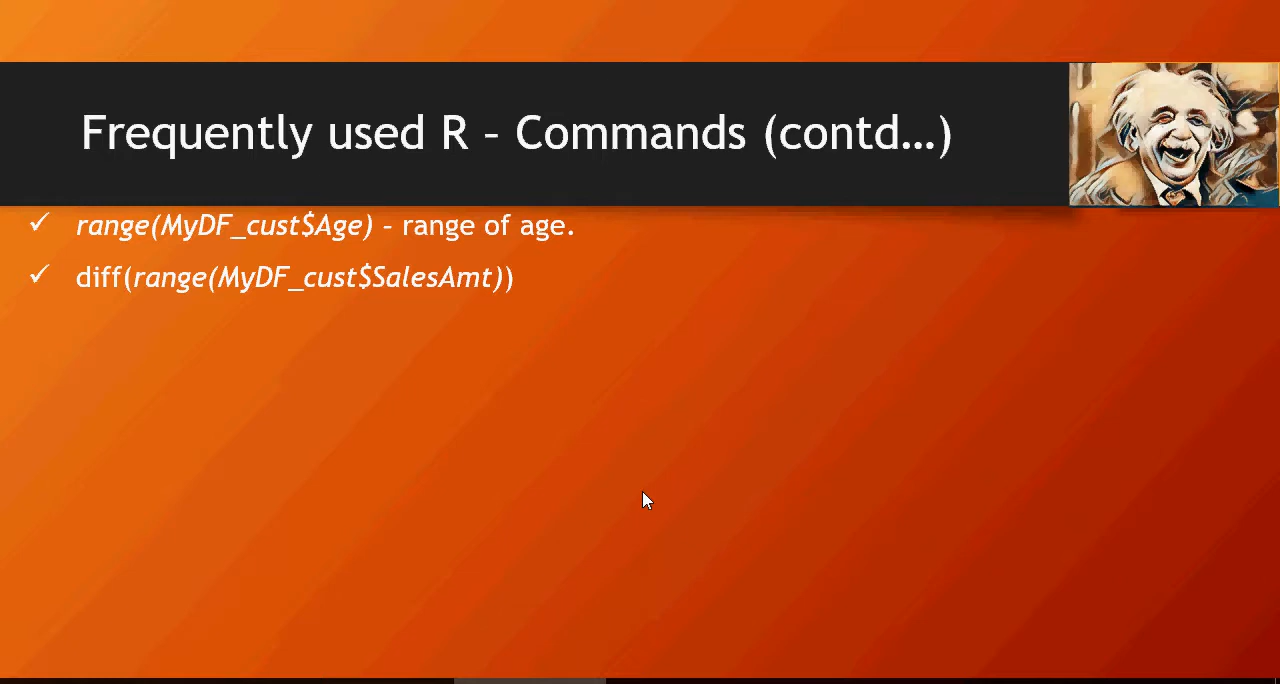 Frequently used R – Commands (contd…)
✓ range(MyDF_cust$Age) – range of age.
✓ diff(range(MyDF_cust$SalesAmt))